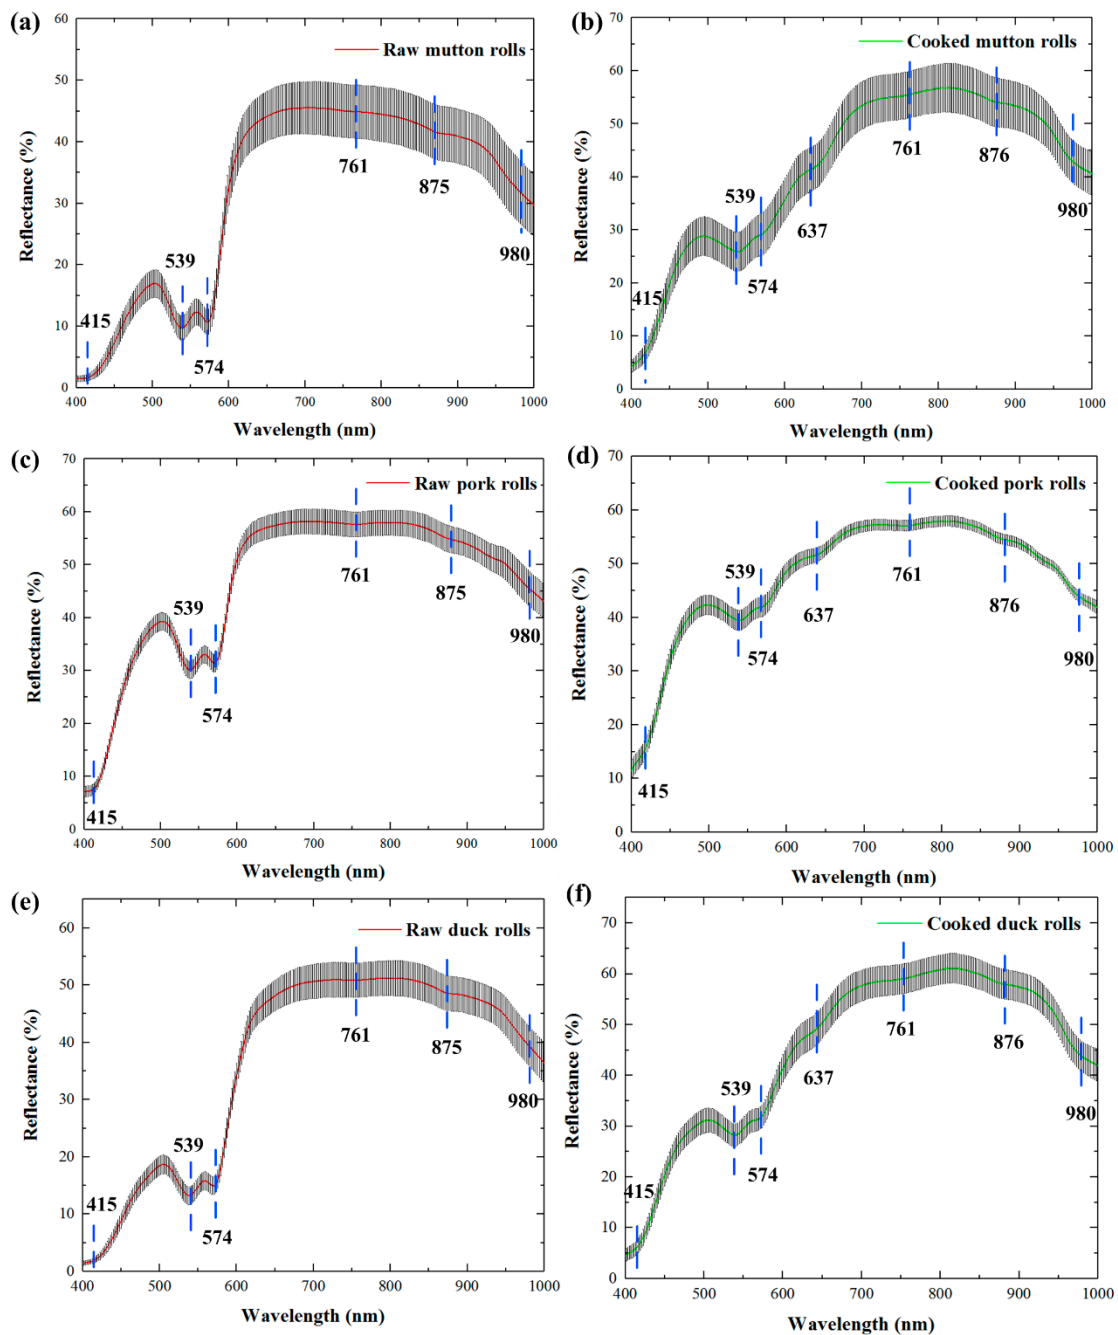 (a)
60
50
40
30
20
10
0
Reflectance (%)
Raw mutton rolls
415
539
574
761
875
980
400 500 600 700 800 900 1000
Wavelength (nm)
(b)
70
60
50
40
30
20
10
0
Reflectance (%)
Cooked mutton rolls
415
539
574
637
761
876
980
400 500 600 700 800 900 1000
Wavelength (nm)
(c)
70
60
50
40
30
20
10
0
Reflectance (%)
Raw pork rolls
415
539
574
761
875
980
400 500 600 700 800 900 1000
Wavelength (nm)
(d)
70
60
50
40
30
20
10
0
Reflectance (%)
Cooked pork rolls
415
539
574
637
761
876
980
400 500 600 700 800 900 1000
Wavelength (nm)
(e)
60
50
40
30
20
10
0
Reflectance (%)
Raw duck rolls
415
539
574
761
875
980
400 500 600 700 800 900 1000
Wavelength (nm)
(f)
70
60
50
40
30
20
10
0
Reflectance (%)
Cooked duck rolls
415
539
574
637
761
876
980
400 500 600 700 800 900 1000
Wavelength (nm)